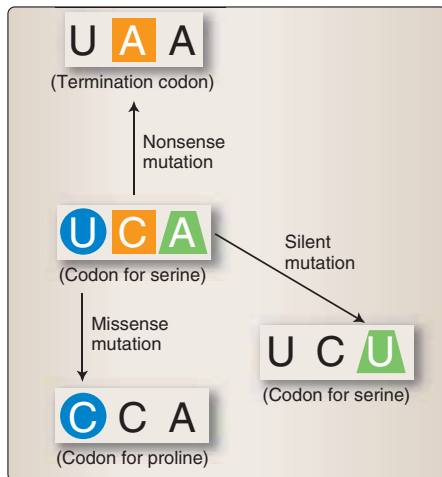 U A A
(Termination codon)
Nonsense
mutation
U C A
(Codon for serine)
Silent
mutation
Missense
mutation
U C U
(Codon for serine)
C C A
(Codon for proline)